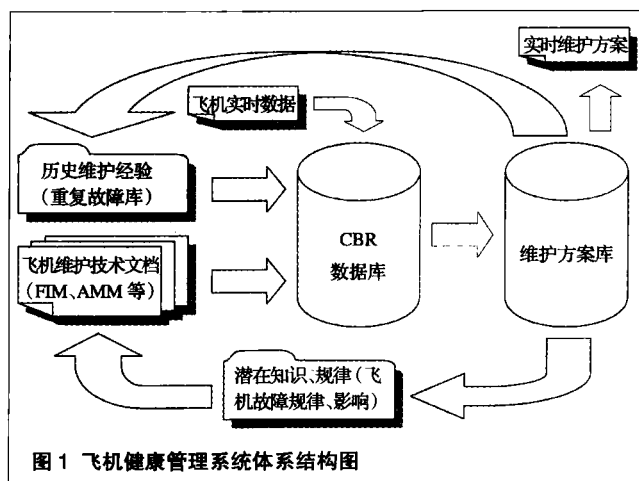 实时维护方案
飞机实时数据
历史维护经验
(重复故障库)
CBR
数据库
维护方案库
飞机维护技术文档
(FIM、AMM 等)
潜在知识、规律(飞
机故障规律、影响)
图 1 飞机健康管理系统体系结构图